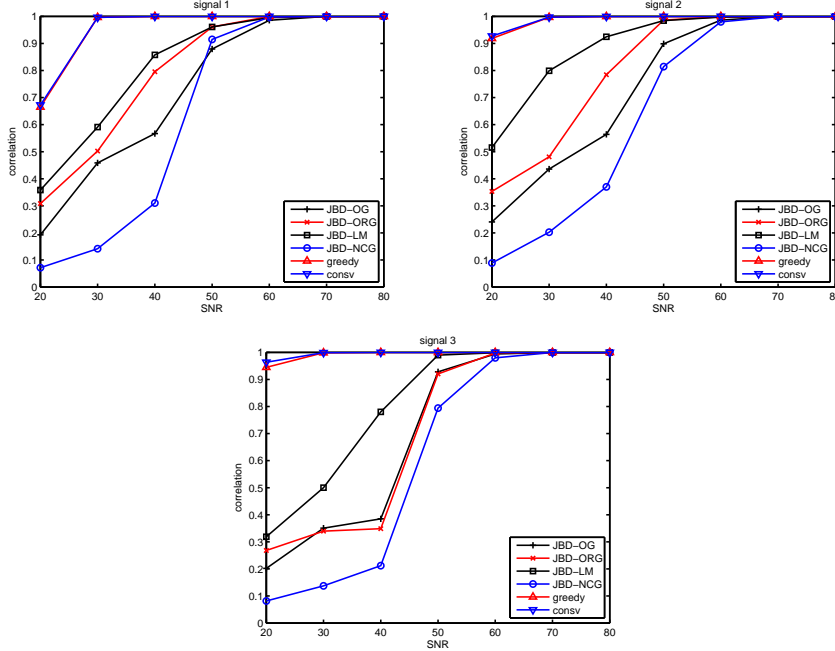 signal 1
1
0.9
0.8
0.7
0.6
0.5
0.4
0.3
0.2
0.1
0
correlation
20 30 40 50 60 70 80
SNR
JBD−OG
JBD−ORG
JBD−LM
JBD−NCG
greedy
consv
signal 2
1
0.9
0.8
0.7
0.6
0.5
0.4
0.3
0.2
0.1
0
correlation
20 30 40 50 60 70 80
SNR
JBD−OG
JBD−ORG
JBD−LM
JBD−NCG
greedy
consv
signal 3
1
0.9
0.8
0.7
0.6
0.5
0.4
0.3
0.2
0.1
0
correlation
20 30 40 50 60 70 80
SNR
JBD−OG
JBD−ORG
JBD−LM
JBD−NCG
greedy
consv